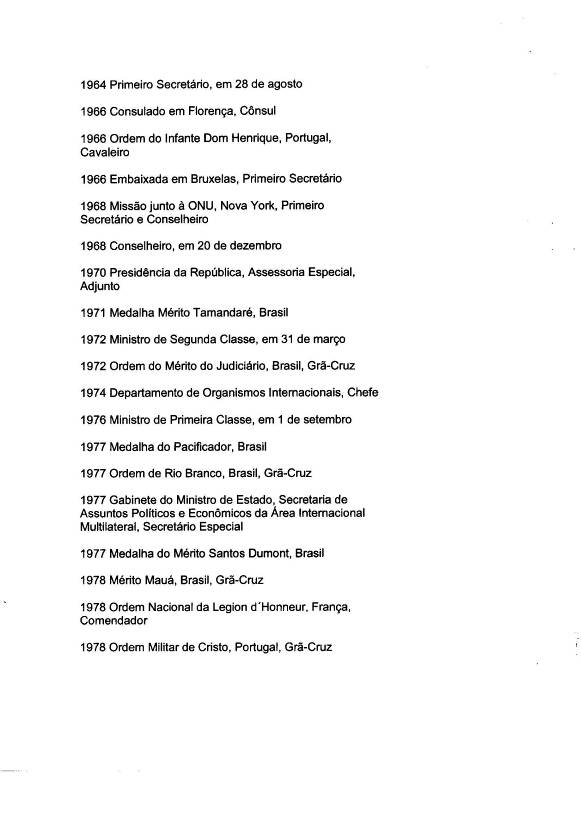 1964 Primeiro Secretário, em 28 de agosto
1966 Consulado em Florença, Cônsul
1966 Ordem do Infante Dom Henrique, Portugal,
Cavaleiro
1966 Embaixada em Bruxelas, Primeiro Secretário
1968 Missão junto à ONU, Nova York, Primeiro
Secretário e Conselheiro
1968 Conselheiro, em 20 de dezembro
1970 Presidência da República, Assessoria Especial,
Adjunto
1971 Medalha Mérito Tamandaré, Brasil
1972 Ministro de Segunda Classe, em 31 de março
1972 Ordem do Mérito do Judiciário, Brasil, Grã-Cruz
1974 Departamento de Organismos Internacionais, Chefe
1976 Ministro de Primeira Classe, em 1 de setembro
1977 Medalha do Pacificador, Brasil
1977 Ordem de Rio Branco, Brasil, Grã-Cruz
1977 Gabinete do Ministro de Estado, Secretaria de
Assuntos Políticos e Econômicos da Área Internacional
Multilateral, Secretário Especial
1977 Medalha do Mérito Santos Dumont, Brasil
1978 Mérito Mauá, Brasil, Grã-Cruz
1978 Ordem Nacional da Legion d´Honneur, França,
Comendador
1978 Ordem Militar de Cristo, Portugal, Grã-Cruz